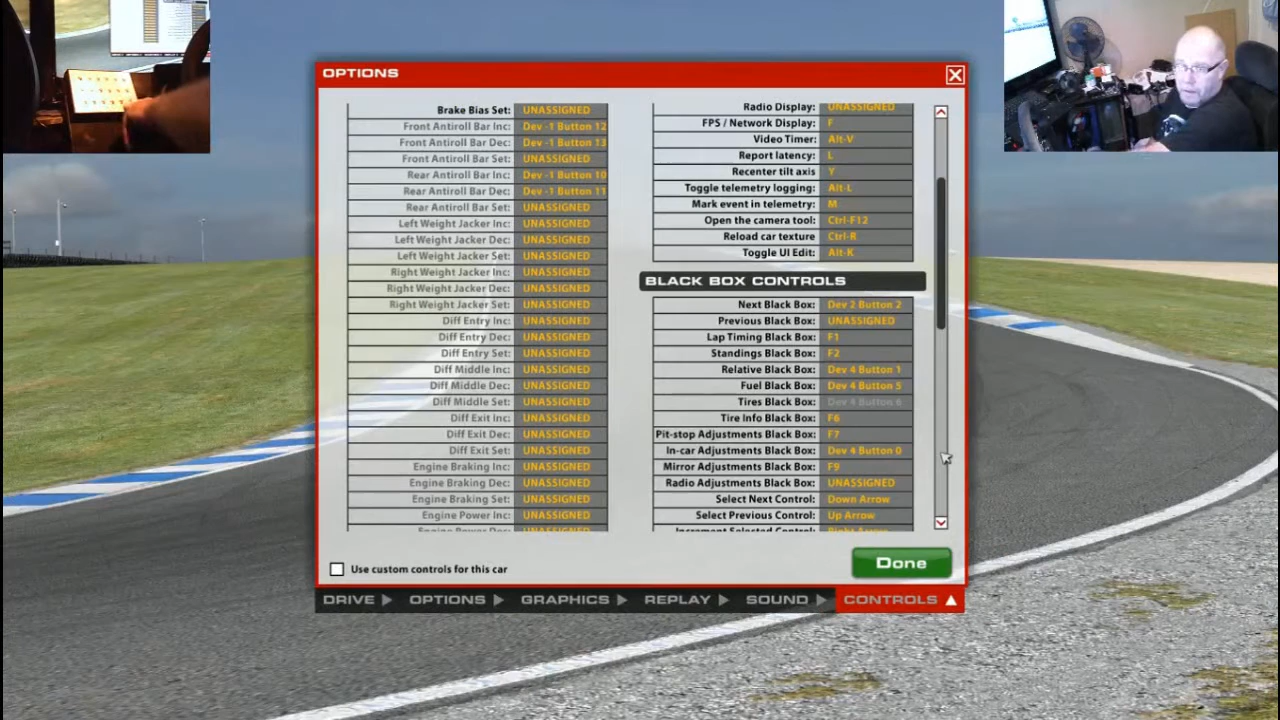 OPTIONS
Brake Bias Set: UNASSIGNED
Front Antiroll Bar Inc: Dev -1 Button 12
Front Antiroll Bar Dec: Dev -1 Button 13
Front Antiroll Bar Set: UNASSIGNED
Rear Antiroll Bar Inc: Dev -1 Button 10
Rear Antiroll Bar Dec: Dev -1 Button 11
Rear Antiroll Bar Set: UNASSIGNED
Left Weight Jacker Inc: UNASSIGNED
Left Weight Jacker Dec: UNASSIGNED
Left Weight Jacker Set: UNASSIGNED
Right Weight Jacker Inc: UNASSIGNED
Right Weight Jacker Dec: UNASSIGNED
Right Weight Jacker Set: UNASSIGNED
Diff Entry Inc: UNASSIGNED
Diff Entry Dec: UNASSIGNED
Diff Entry Set: UNASSIGNED
Diff Middle Inc: UNASSIGNED
Diff Middle Dec: UNASSIGNED
Diff Middle Set: UNASSIGNED
Diff Exit Inc: UNASSIGNED
Diff Exit Dec: UNASSIGNED
Diff Exit Set: UNASSIGNED
Engine Braking Inc: UNASSIGNED
Engine Braking Dec: UNASSIGNED
Engine Braking Set: UNASSIGNED
Engine Power Inc: UNASSIGNED
Engine Power Dec: UNASSIGNED
Radio Display: UNASSIGNED
FPS / Network Display: F
Video Timer: Alt-V
Report latency: L
Recenter tilt axis Y
Toggle telemetry logging: Alt-L
Mark event in telemetry: M
Open the camera tool: Ctrl-F12
Reload car texture Ctrl-R
Toggle UI Edit: Alt-K
BLACK BOX CONTROLS
Next Black Box: Dev 2 Button 2
Previous Black Box: UNASSIGNED
Lap Timing Black Box: F1
Standings Black Box: F2
Relative Black Box: Dev 4 Button 1
Fuel Black Box: Dev 4 Button 5
Tires Black Box: Dev 4 Button 6
Tire Info Black Box: F6
Pit-stop Adjustments Black Box: F7
In-car Adjustments Black Box: Dev 4 Button 0
Mirror Adjustments Black Box: F9
Radio Adjustments Black Box: UNASSIGNED
Select Next Control: Down Arrow
Select Previous Control: Up Arrow
Increment Selected Control: Right Arrow
Use custom controls for this car
Done
DRIVE OPTIONS GRAPHICS REPLAY SOUND CONTROLS